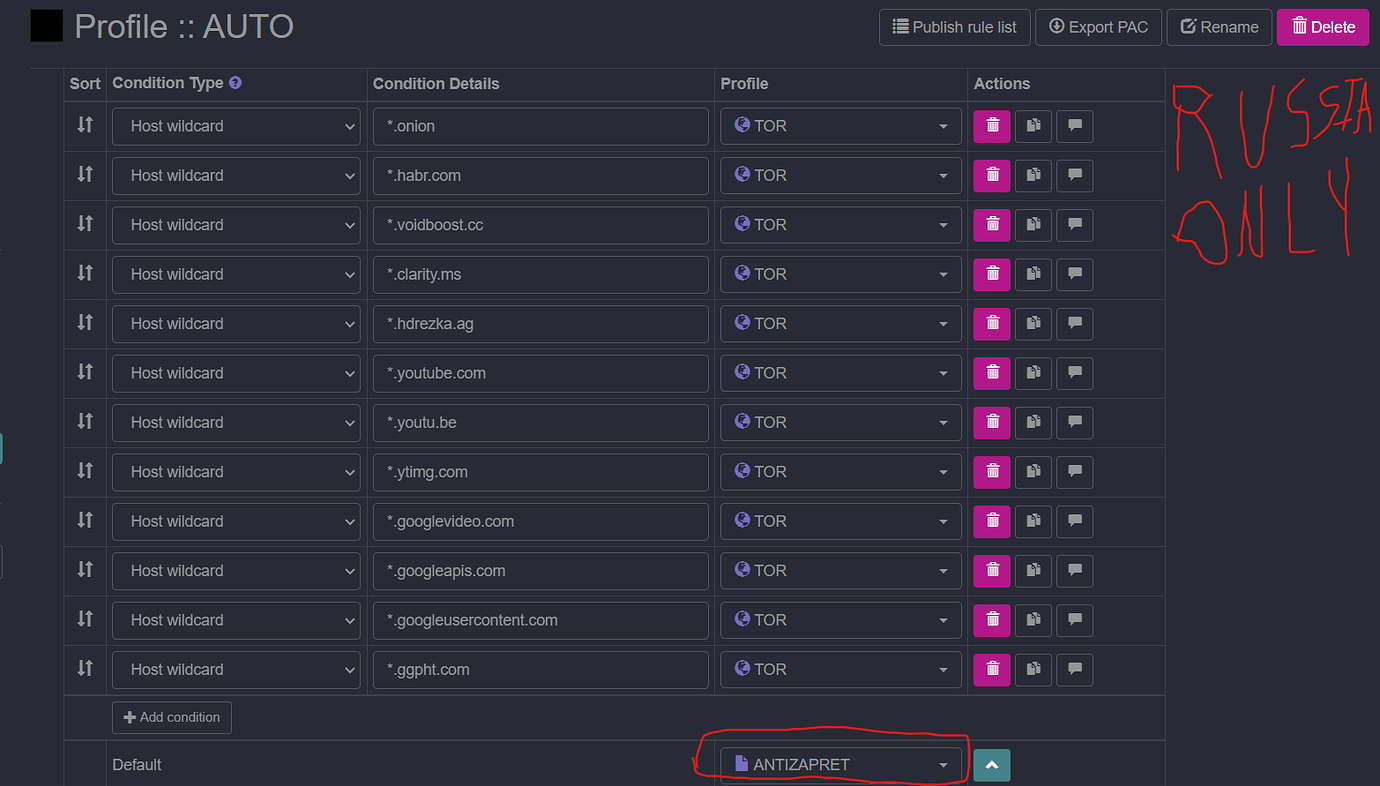 Profile :: AUTO
Publish rule list
Export PAC
Rename
Delete
Sort Condition Type Condition Details Profile Actions
Host wildcard *.onion TOR
Host wildcard *.habr.com TOR
Host wildcard *.voidboost.cc TOR
Host wildcard *.clarity.ms TOR
Host wildcard *.hdrezka.ag TOR
Host wildcard *.youtube.com TOR
Host wildcard *.youtu.be TOR
Host wildcard *.ytimg.com TOR
Host wildcard *.googlevideo.com TOR
Host wildcard *.googleapis.com TOR
Host wildcard *.googleusercontent.com TOR
Host wildcard *.ggpht.com TOR
Add condition
Default ANTIZAPRET
RUSSIA
ONLY